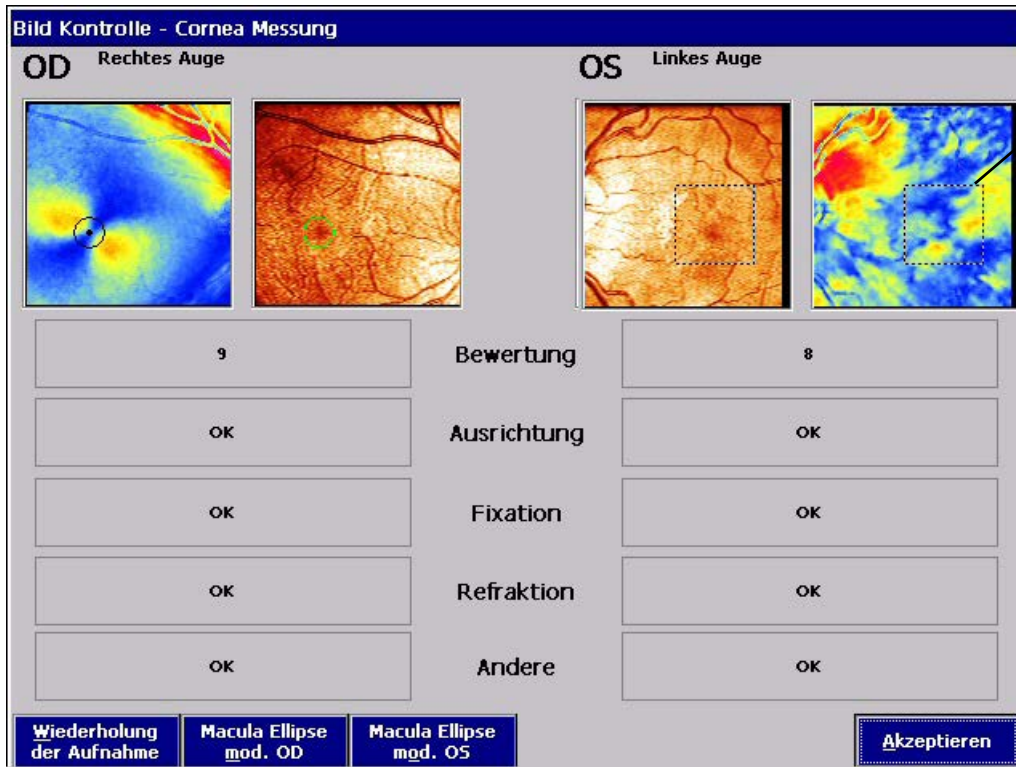 Bild Kontrolle - Cornea Messung
OD Rechtes Auge
OS Linkes Auge
9 Bewertung 8
OK Ausrichtung OK
OK Fixation OK
OK Refraktion OK
OK Andere OK
Wiederholung
der Aufnahme
Macula Ellipse
mod. OD
Macula Ellipse
mod. OS
Akzeptieren